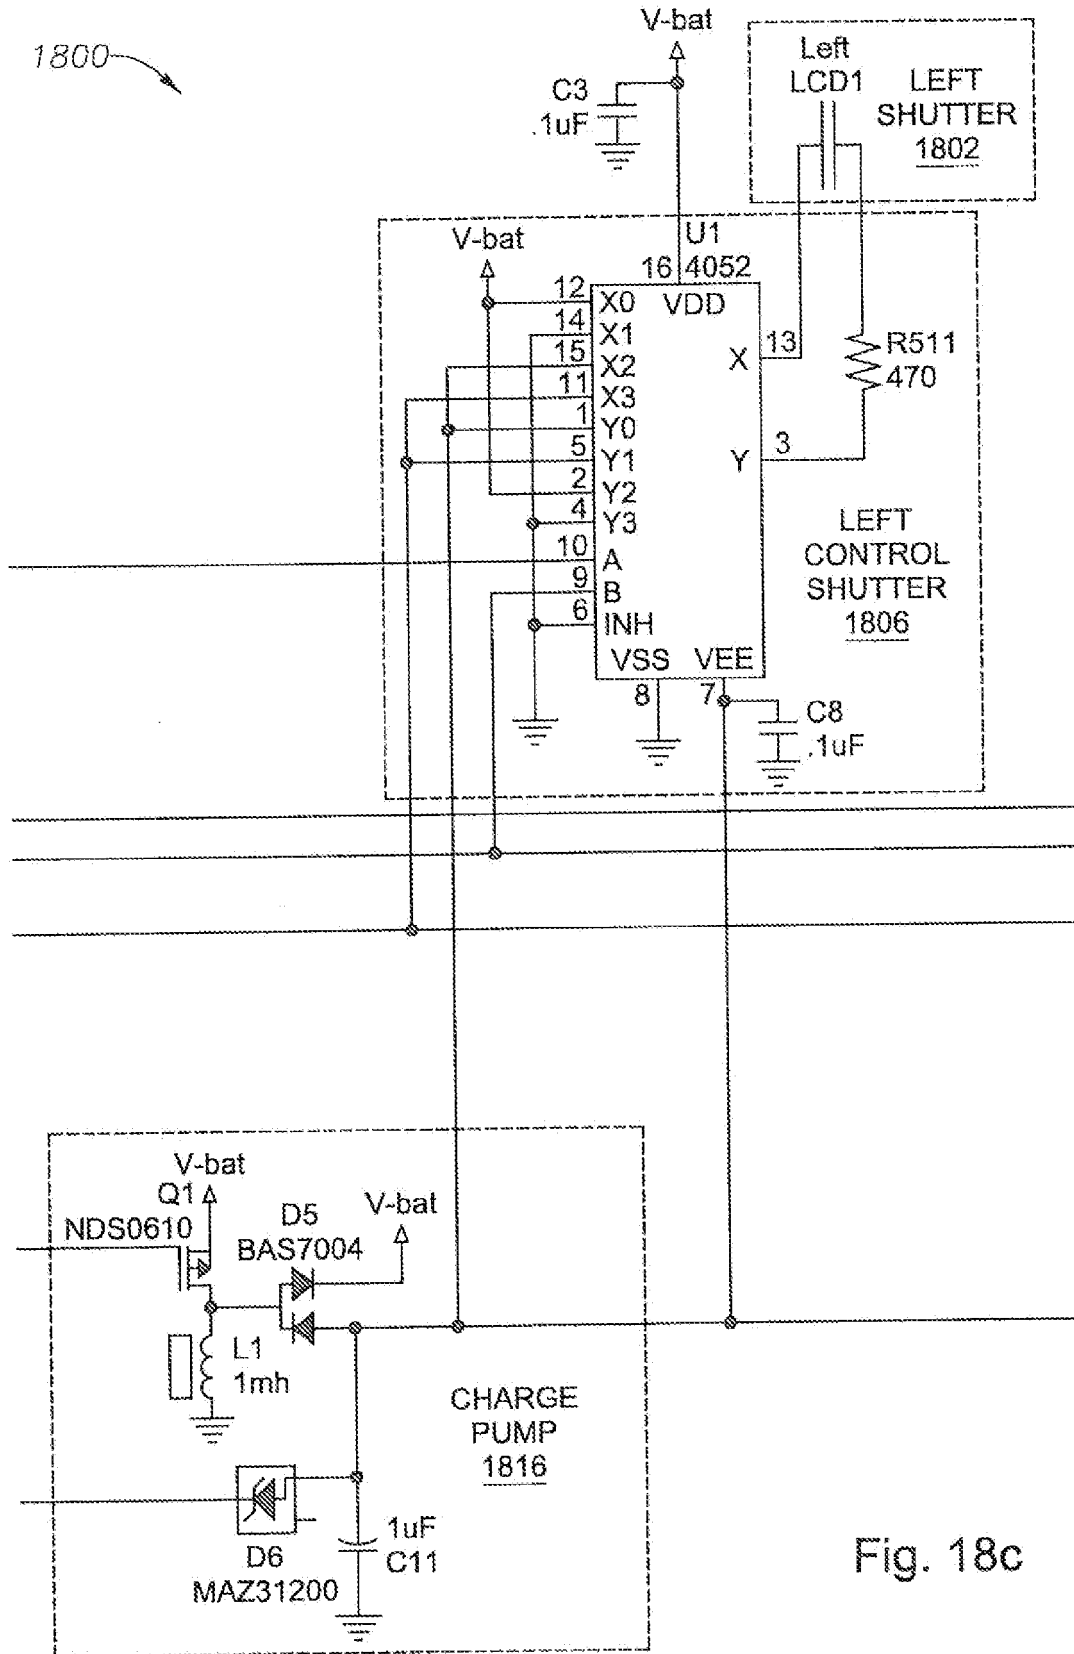 1800
V-bat
C3
.1uF
Left
LCD1
LEFT
SHUTTER
1802
V-bat
U1
16 4052
VDD
12 X0
14 X1
15 X2
11 X3
1 Y0
5 Y1
2 Y2
4 Y3
10 A
9 B
6 INH
X 13
Y 3
R511
470
VSS VEE
8 7
C8
.1uF
LEFT
CONTROL
SHUTTER
1806
V-bat
Q1
NDS0610
D5
BAS7004
V-bat
L1
1mh
CHARGE
PUMP
1816
D6
MAZ31200
1uF
C11
Fig. 18c